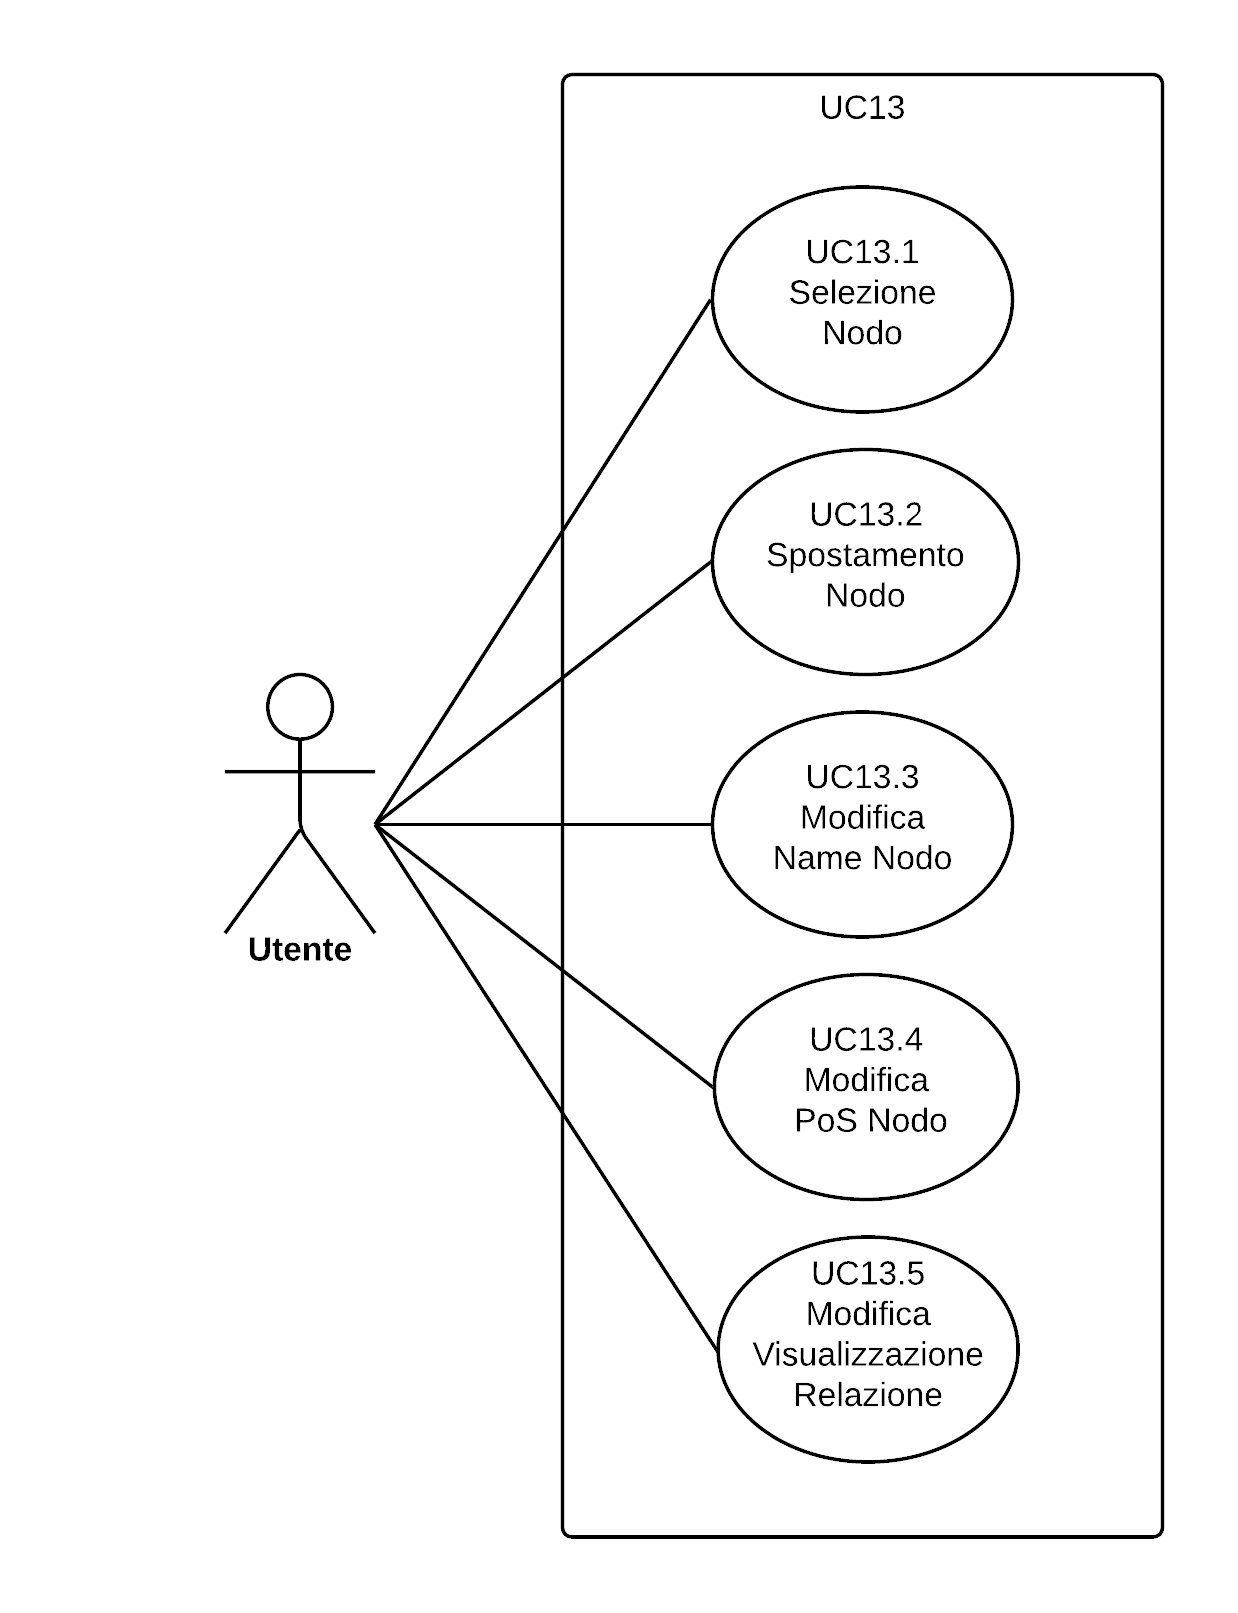 UC13
UC13.1
Selezione
Nodo
UC13.2
Spostamento
Nodo
UC13.3
Modifica
Name Nodo
Utente
UC13.4
Modifica
PoS Nodo
UC13.5
Modifica
Visualizzazione
Relazione